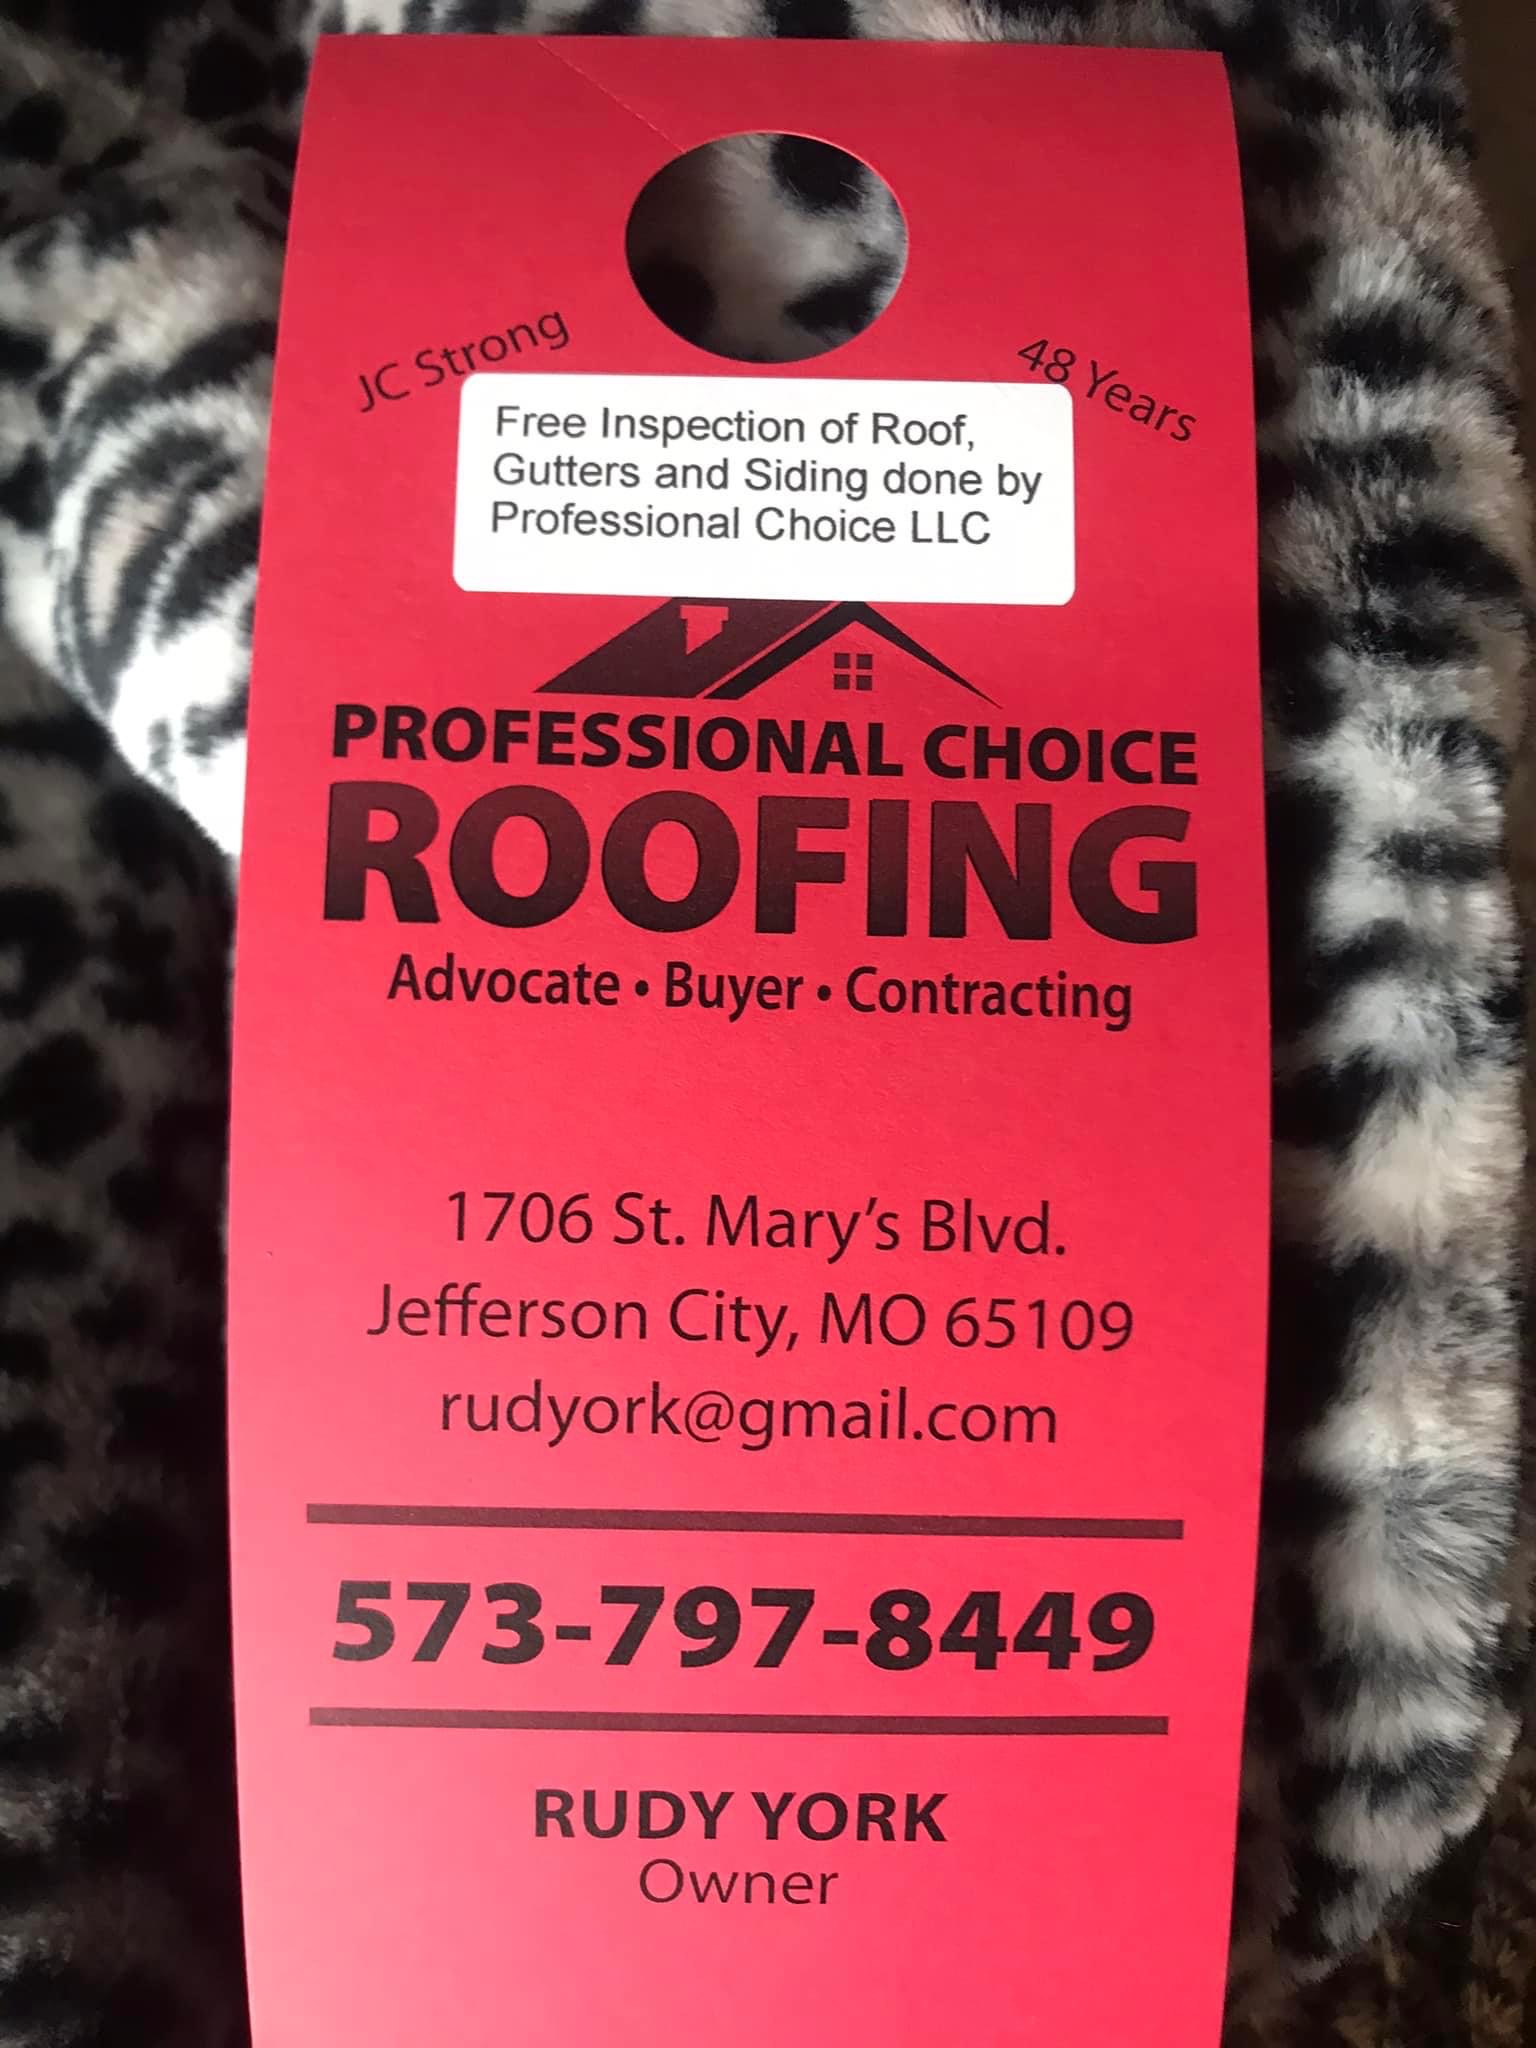 JC Strong
48 Years
Free Inspection of Roof,
Gutters and Siding done by
Professional Choice LLC
PROFESSIONAL CHOICE
ROOFING
Advocate • Buyer • Contracting
1706 St. Mary's Blvd.
Jefferson City, MO 65109
rudyork@gmail.com
573-797-8449
RUDY YORK
Owner